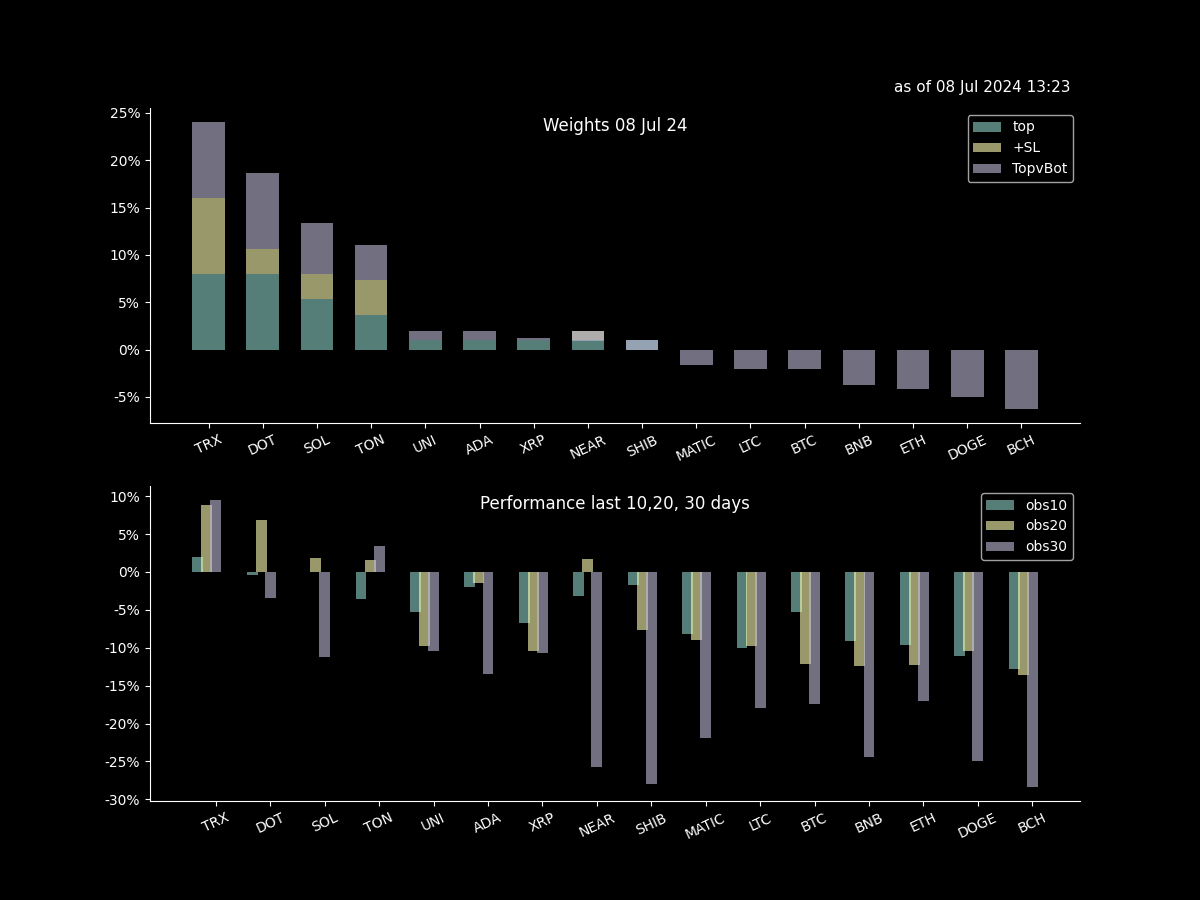 as of 08 Jul 2024 13:23
Weights 08 Jul 24
top
+SL
TopvBot
25%
20%
15%
10%
5%
0%
-5%
TRX DOT SOL TON UNI ADA XRP NEAR SHIB MATIC LTC BTC BNB ETH DOGE BCH
Performance last 10,20, 30 days
obs10
obs20
obs30
10%
5%
0%
-5%
-10%
-15%
-20%
-25%
-30%
TRX DOT SOL TON UNI ADA XRP NEAR SHIB MATIC LTC BTC BNB ETH DOGE BCH